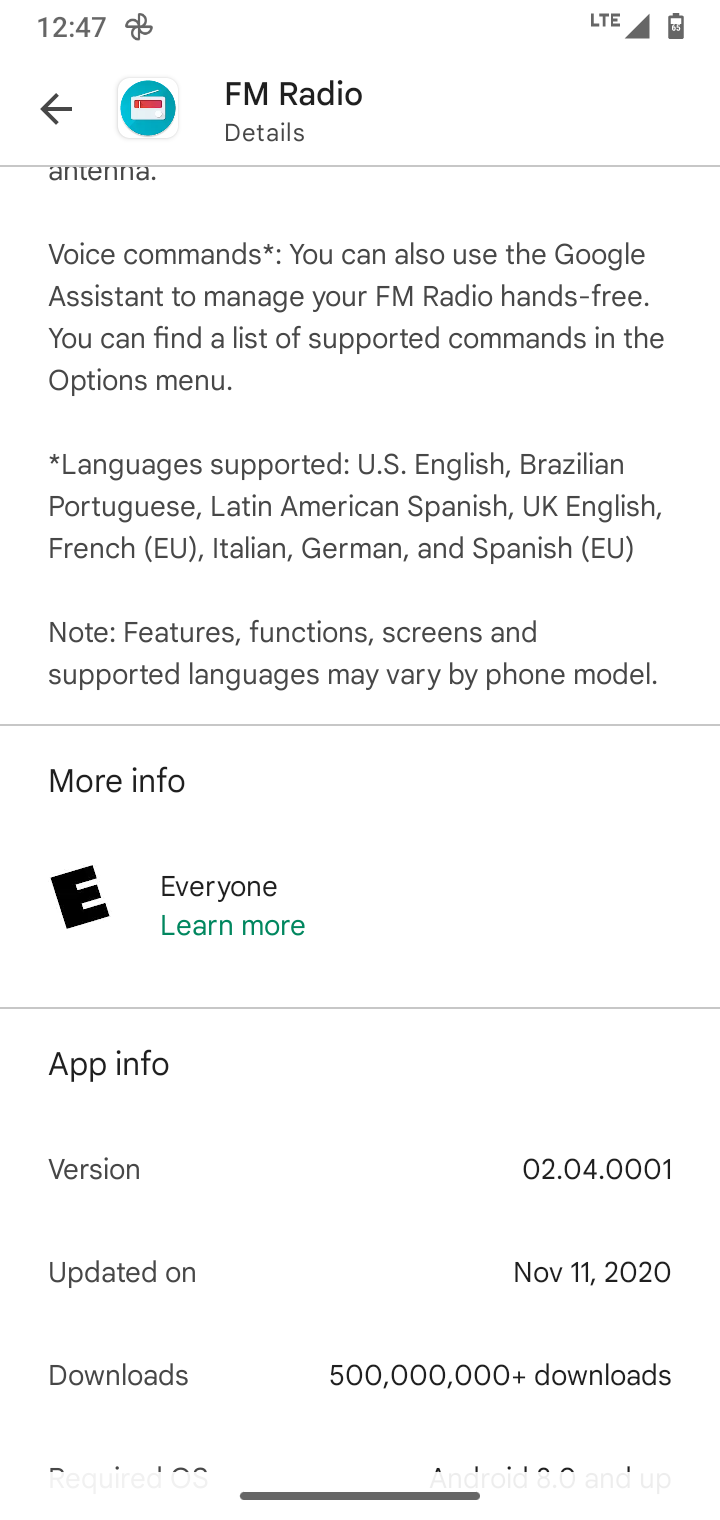 12:47
LTE
65
FM Radio
Details
antenna.
Voice commands*: You can also use the Google
Assistant to manage your FM Radio hands-free.
You can find a list of supported commands in the
Options menu.
*Languages supported: U.S. English, Brazilian
Portuguese, Latin American Spanish, UK English,
French (EU), Italian, German, and Spanish (EU)
Note: Features, functions, screens and
supported languages may vary by phone model.
More info
E
Everyone
Learn more
App info
Version 02.04.0001
Updated on Nov 11, 2020
Downloads 500,000,000+ downloads
Required OS Android 8.0 and up